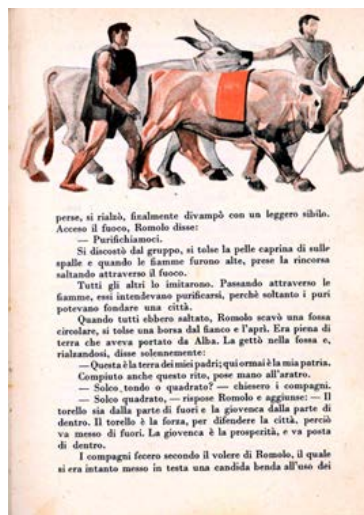 perse, si rialzò, finalmente divampò con un leggero sibilo.
Acceso il fuoco, Romolo disse:
— Purifichiamoci.
Si discostò dal gruppo, si tolse la pelle caprina di sulle
spalle e quando le fiamme furono alte, prese la rincorsa
saltando attraverso il fuoco.
Tutti gli altri lo imitarono. Passando attraverso le
fiamme, essi intendevano purificarsi, perchè soltanto i puri
potevano fondare una città.
Quando tutti ebbero saltato, Romolo scavò una fossa
circolare, si tolse una borsa dal fianco e l'aprì. Era piena di
terra che aveva portato da Alba. La gettò nella fossa e,
rialzandosi, disse solennemente:
— Questa è la terra dei miei padri; qui ormai è la mia patria.
Compiuto anche questo rito, pose mano all'aratro.
— Solco tondo o quadrato? — chiesero i compagni.
— Solco quadrato, — rispose Romolo e aggiunse: — Il
torello sia dalla parte di fuori e la giovenca dalla parte di
dentro. Il torello è la forza, per difendere la città, perciò
va messo di fuori. La giovenca è la prosperità, e va posta
di dentro.
I compagni fecero secondo il volere di Romolo, il quale
si era intanto messo in testa una candida benda all'uso dei